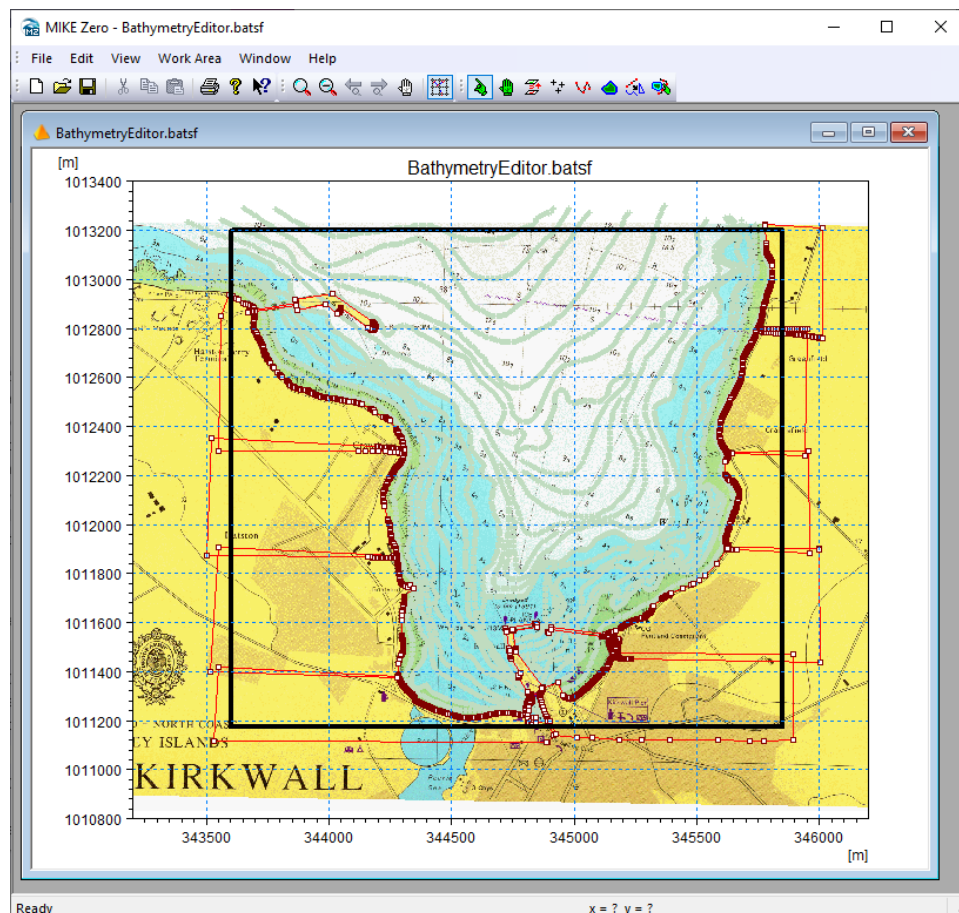 MIKE Zero - BathymetryEditor.batsf
File Edit View Work Area Window Help
BathymetryEditor.batsf
[m]
BathymetryEditor.batsf
1013400
1013200
1013000
1012800
1012600
1012400
1012200
1012000
1011800
1011600
1011400
1011200
1011000
1010800
NORTH COAS
CY ISLANDS
KIRKWALL
343500 344000 344500 345000 345500 346000
[m]
Ready x = ? y = ?